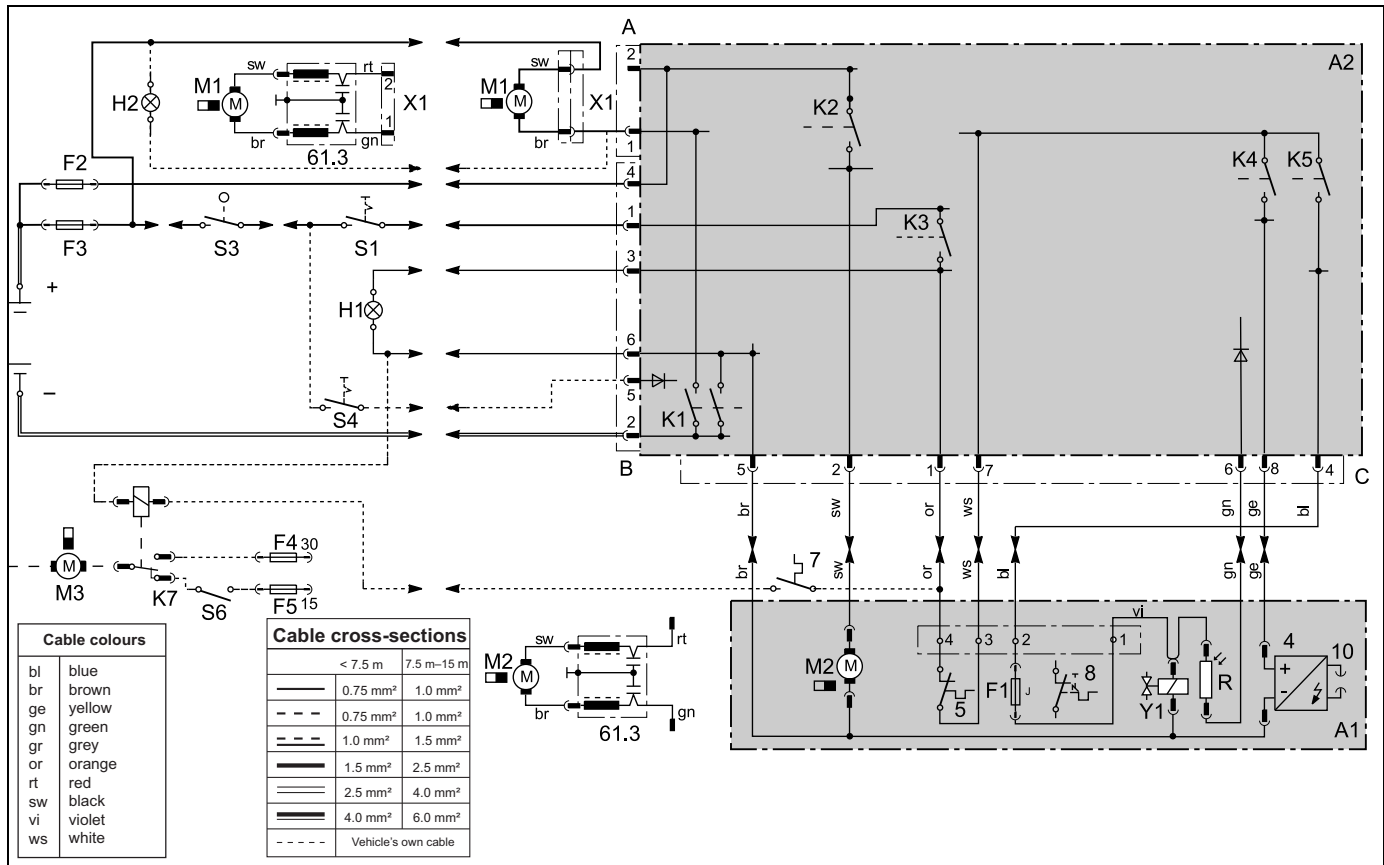 A
A2
sw
rt
2
M1
M
H2
X1
1
br
gn
61.3
sw
M1
M
X1
br
2
1
K2
K4
K5
F2
4
F3
S3
S1
1
K3
3
+
H1
6
5
−
S4
K1
2
B
5
2
1
7
6
8
4
C
br
sw
or
ws
gn
ge
bl
F4
30
7
M
M3
K7
S6
F5
15
br
sw
or
ws
bl
gn
ge
vi
4
3
2
1
4
10
M2
M
5
F1
J
8
Y1
R
+
-
A1
sw
rt
M2
M
br
gn
61.3
Cable colours
bl blue
br brown
ge yellow
gn green
gr grey
or orange
rt red
sw black
vi violet
ws white
Cable cross-sections
< 7.5 m 7.5 m–15 m
0.75 mm² 1.0 mm²
0.75 mm² 1.0 mm²
1.0 mm² 1.5 mm²
1.5 mm² 2.5 mm²
2.5 mm² 4.0 mm²
4.0 mm² 6.0 mm²
Vehicle's own cable